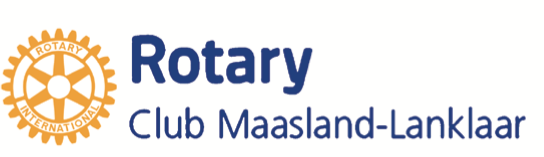 ROTARY
INTERNATIONAL
Rotary
Club Maasland-Lanklaar